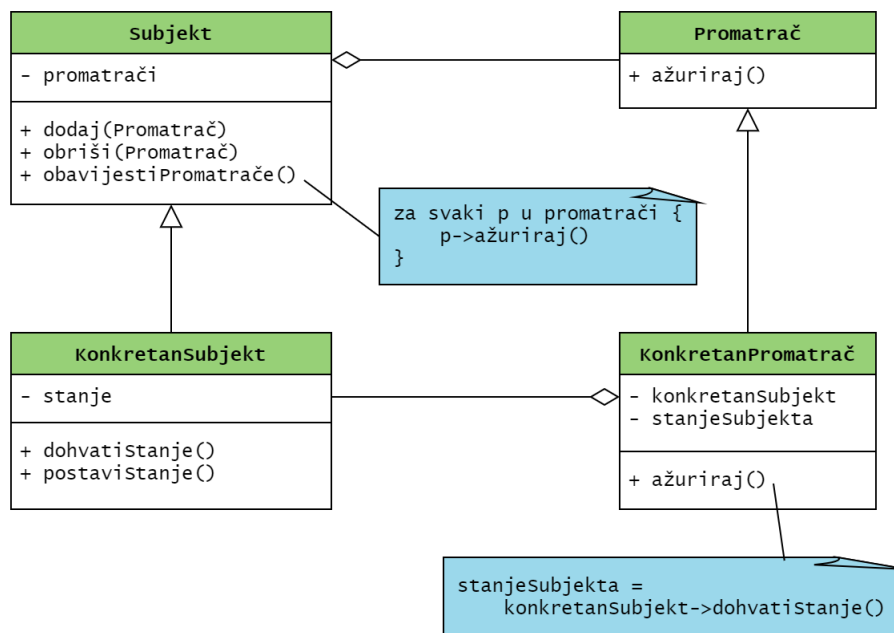 Subjekt
- promatrači
+ dodaj(Promatrač)
+ obriši(Promatrač)
+ obavijestiPromatrače()
Promatrač
+ ažuriraj()
za svaki p u promatrači {
p->ažuriraj()
}
KonkretanSubjekt
- stanje
+ dohvatiStanje()
+ postaviStanje()
KonkretanPromatrač
- konkretanSubjekt
- stanjeSubjekta
+ ažuriraj()
stanjeSubjekta =
konkretanSubjekt->dohvatiStanje()